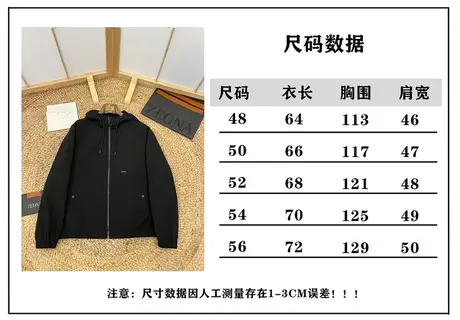 尺码数据
尺码 衣长 胸围 肩宽
48 64 113 46
50 66 117 47
52 68 121 48
54 70 125 49
56 72 129 50
ZEGNA
注意：尺寸数据因人工测量存在1-3CM误差！！！